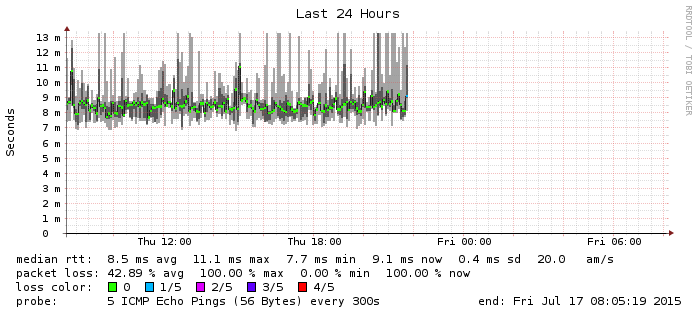 Last 24 Hours
RRDTOOL / TOBI OETIKER
Seconds
13 m
12 m
11 m
10 m
9 m
8 m
7 m
6 m
5 m
4 m
3 m
2 m
1 m
0
Thu 12:00 Thu 18:00 Fri 00:00 Fri 06:00
median rtt: 8.5 ms avg 11.1 ms max 7.7 ms min 9.1 ms now 0.4 ms sd 20.0 am/s
packet loss: 42.89 % avg 100.00 % max 0.00 % min 100.00 % now
loss color: 0 1/5 2/5 3/5 4/5
probe: 5 ICMP Echo Pings (56 Bytes) every 300s end: Fri Jul 17 08:05:19 2015